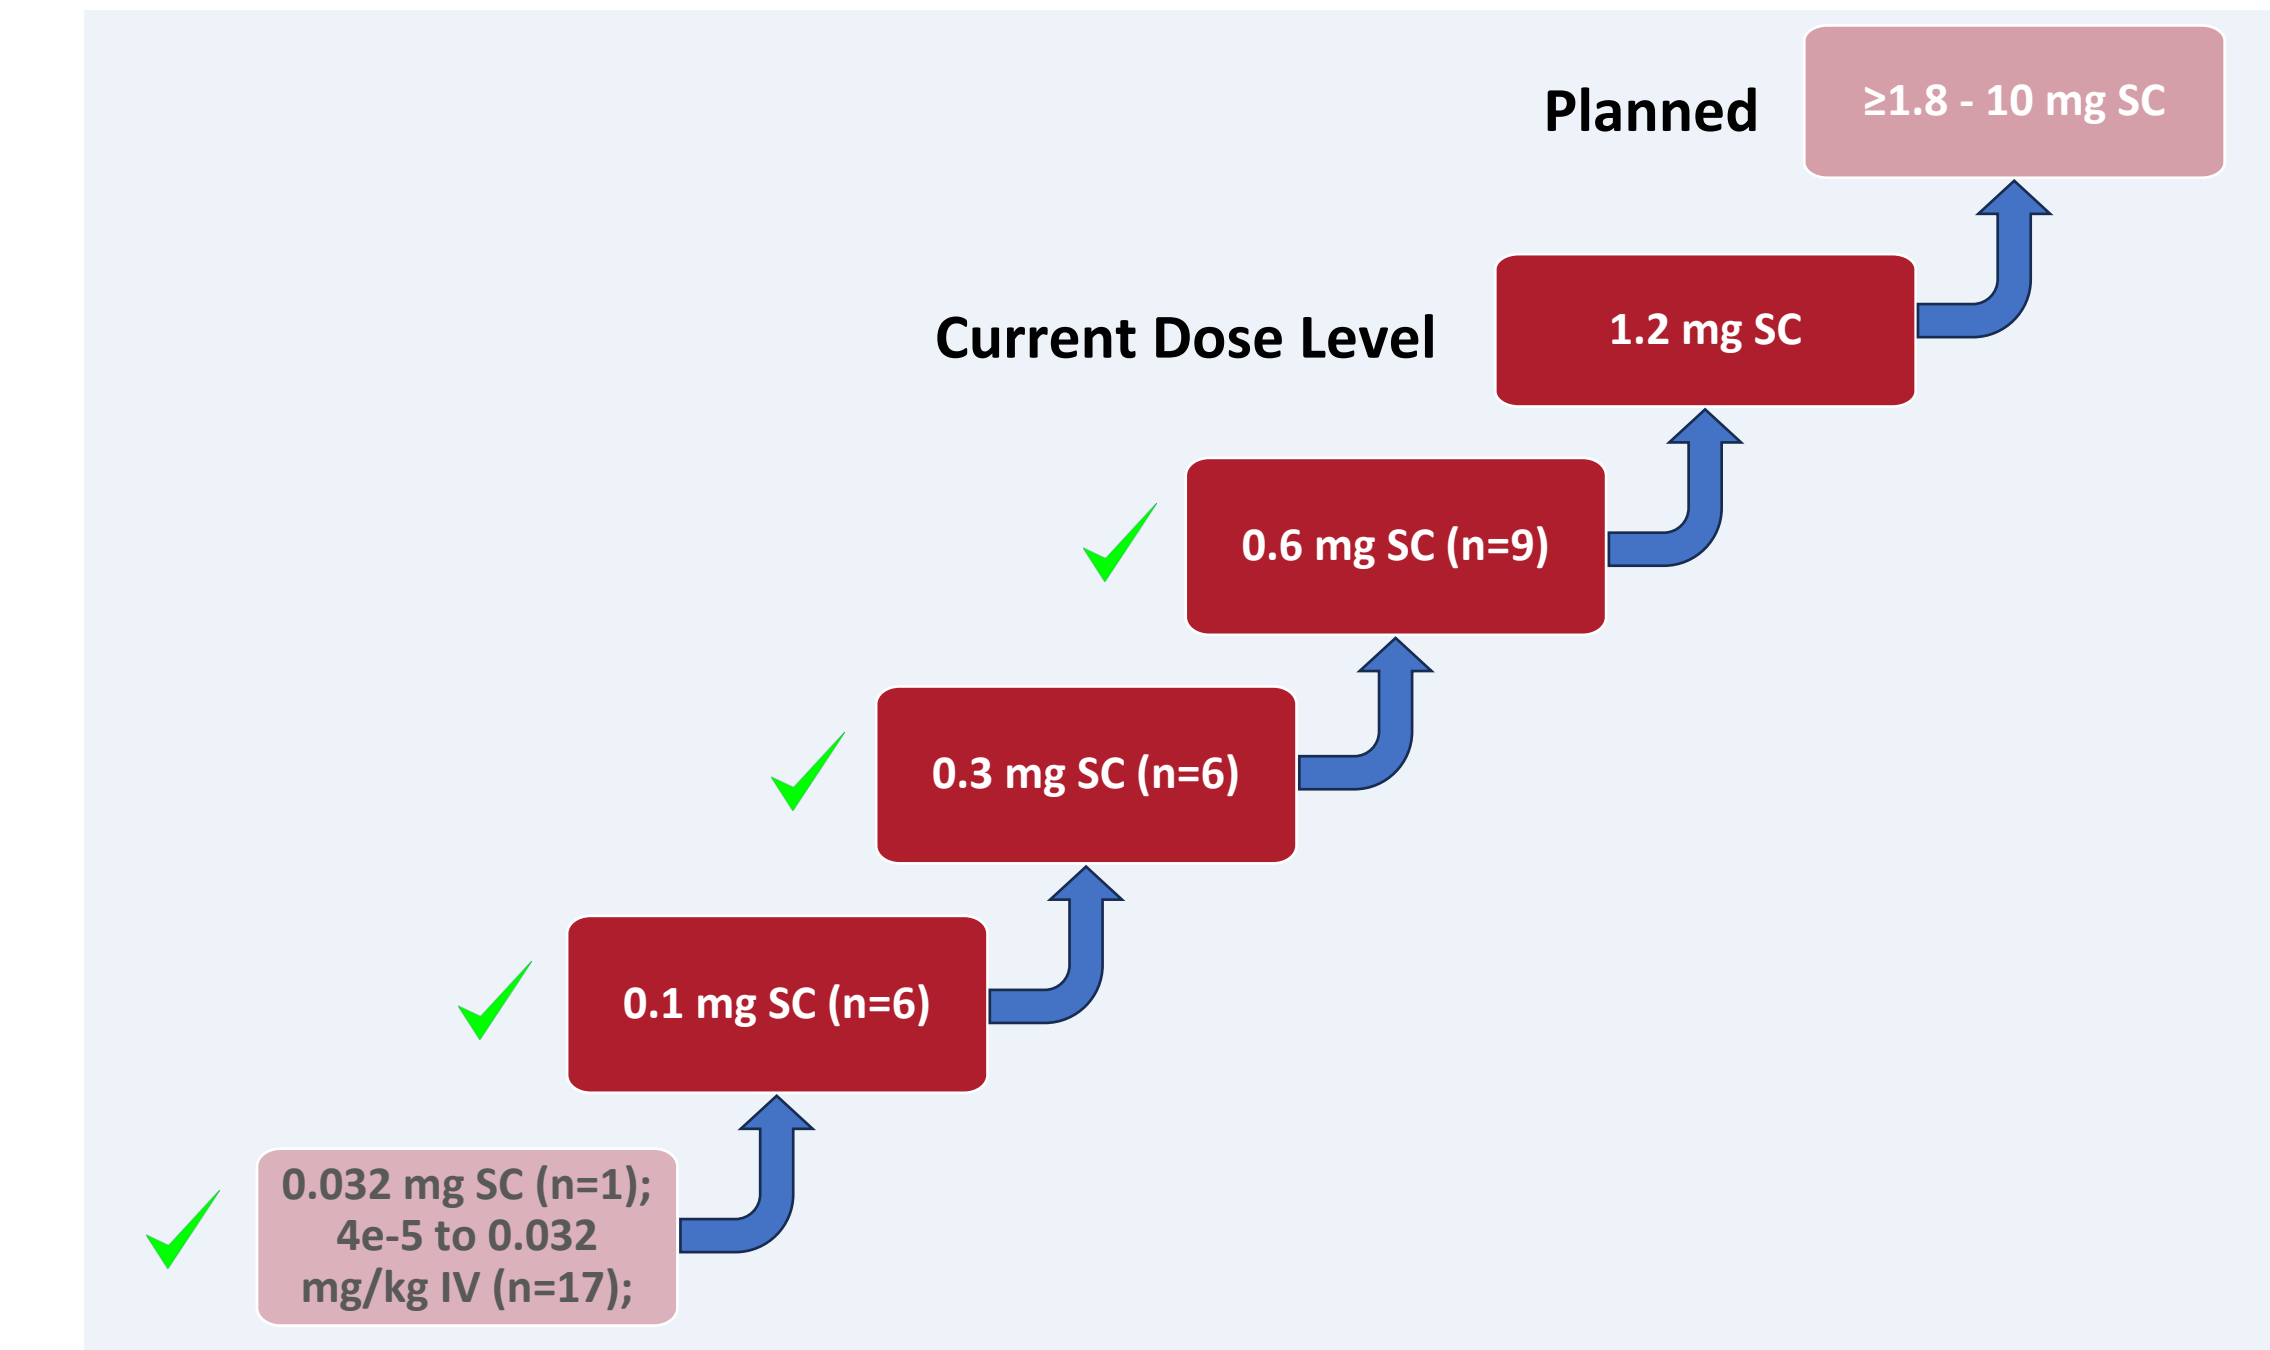 Planned
≥1.8 - 10 mg SC
Current Dose Level
1.2 mg SC
0.6 mg SC (n=9)
0.3 mg SC (n=6)
0.1 mg SC (n=6)
0.032 mg SC (n=1);
4e-5 to 0.032
mg/kg IV (n=17);